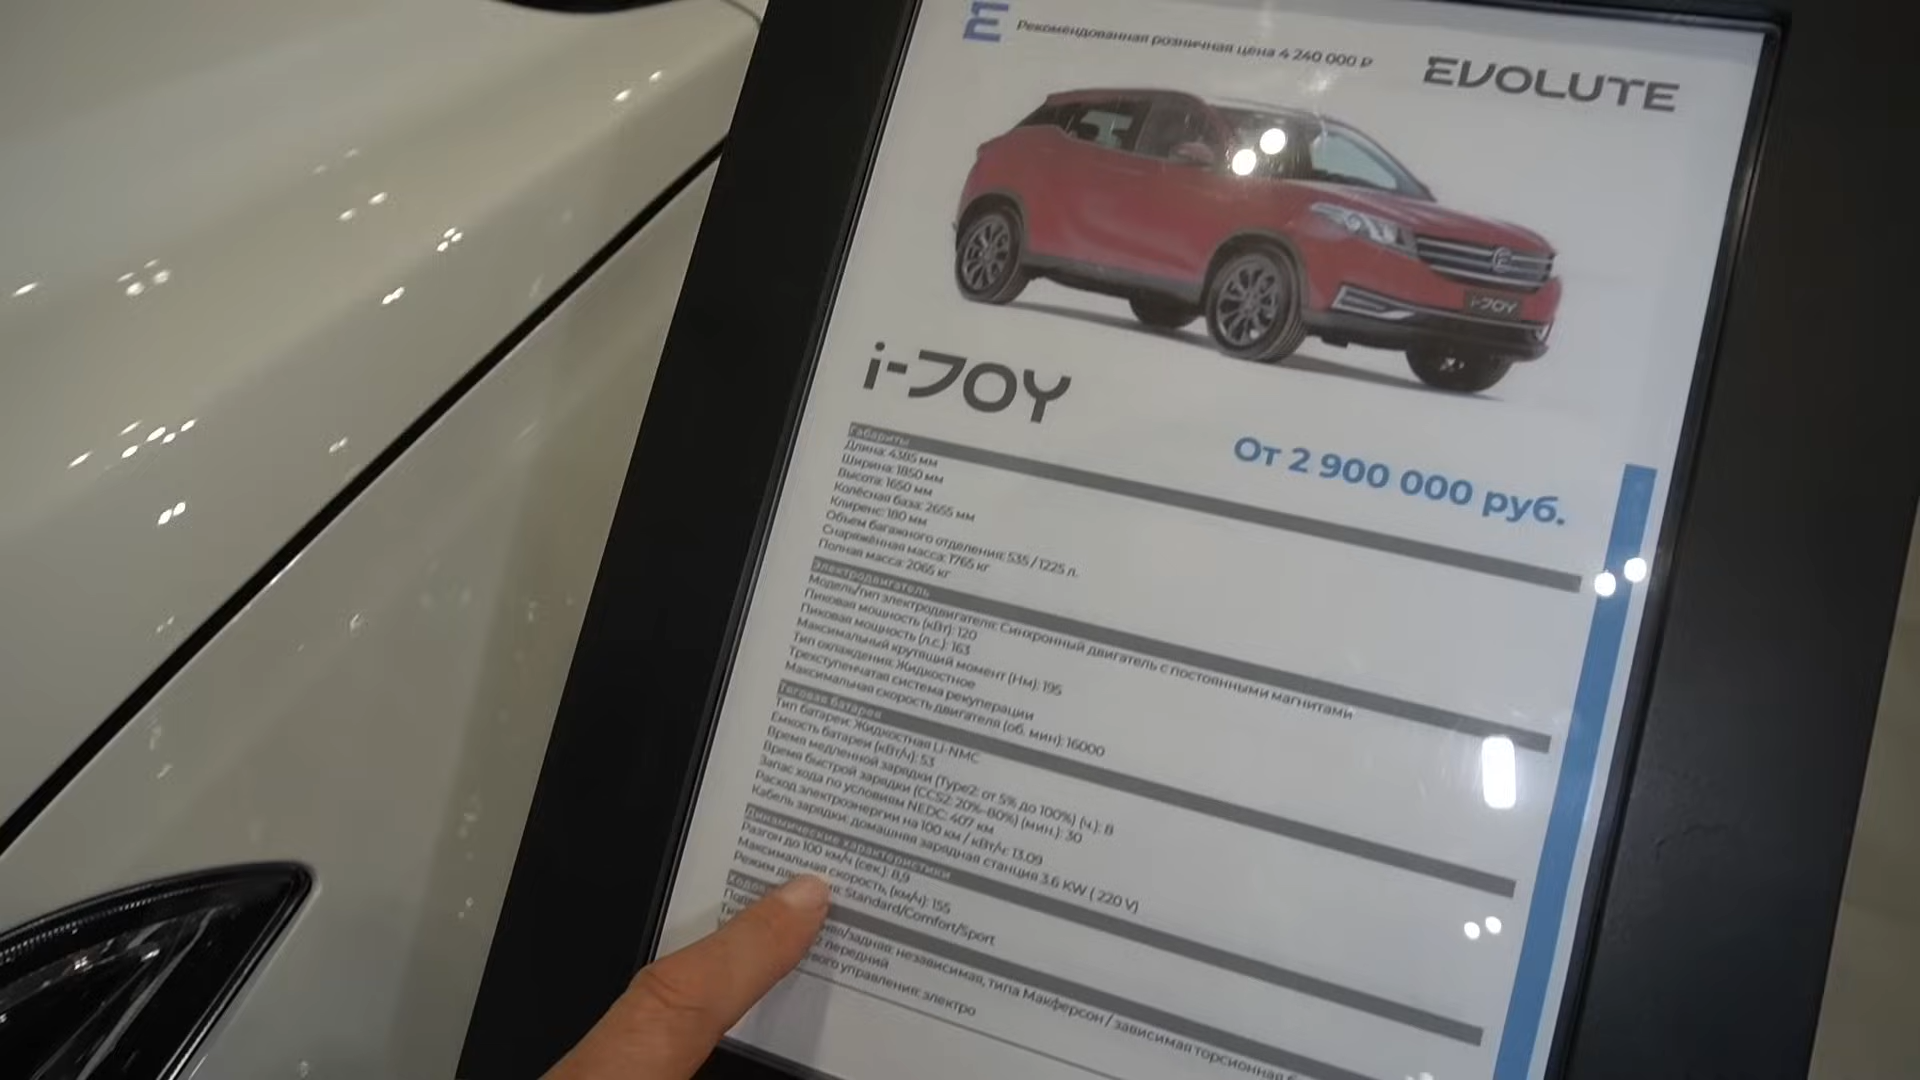 Рекомендованная розничная цена 4 240 000 ₽
EVOLUTE
i-JOY
i-JOY
От 2 900 000 руб.
Габариты
Длина: 4385 мм
Ширина: 1850 мм
Высота: 1650 мм
Колёсная база: 2655 мм
Клиренс: 180 мм
Объем багажного отделения: 535 / 1225 л.
Снаряжённая масса: 1765 кг
Полная масса: 2065 кг
Электродвигатель
Модель/тип электродвигателя: Синхронный двигатель с постоянными магнитами
Пиковая мощность (кВт): 120
Пиковая мощность (л.с.): 163
Максимальный крутящий момент (Нм): 195
Тип охлаждения: Жидкостное
Трехступенчатая система рекуперации
Максимальная скорость двигателя (об. мин): 16000
Тяговая батарея
Тип батареи: Жидкостная Li-NMC
Емкость батареи (кВт/ч): 53
Время медленной зарядки (Type2: от 5% до 100%) (ч.): 8
Время быстрой зарядки (CCS2: 20%-80%) (мин.): 30
Запас хода по условиям NEDC: 407 км
Расход электроэнергии на 100 км / кВт/ч: 13.09
Кабель зарядки: домашняя зарядная станция 3.6 KW ( 220 V)
Динамические характеристики
Разгон до 100 км/ч (сек.): 8,9
Максимальная скорость, (км/ч): 155
Режим Standard/Comfort/Sport
независимая, типа Макферсон / зависимая торсионная
передний
управления: электро